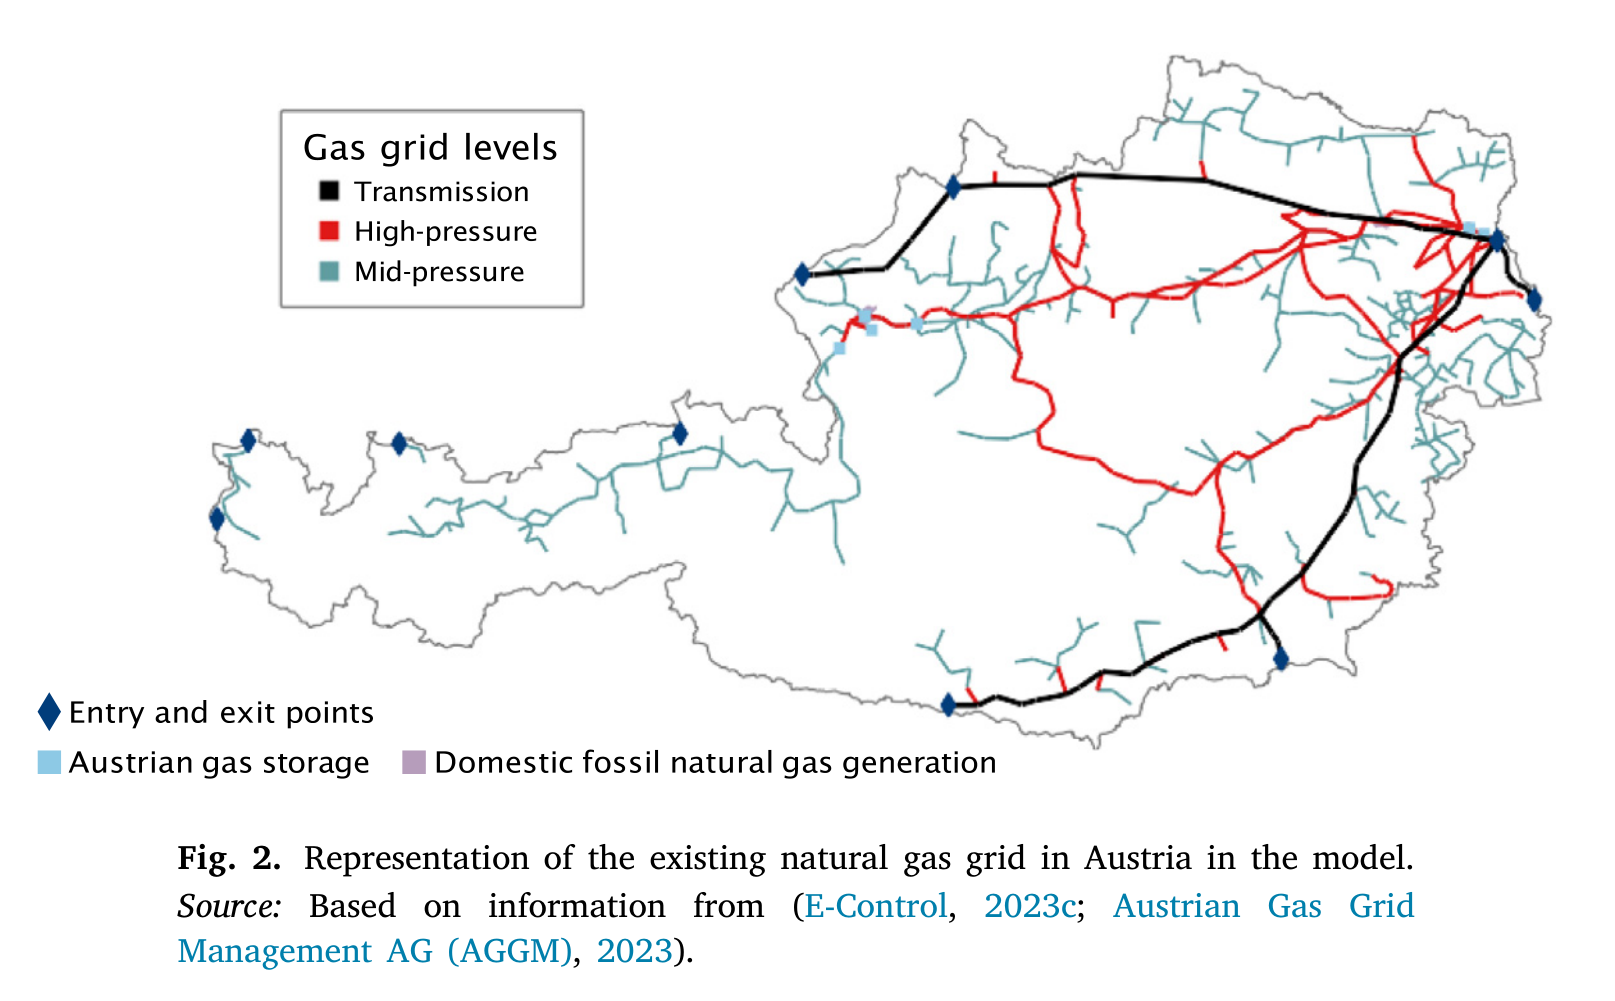 Gas grid levels
Transmission
High-pressure
Mid-pressure
Entry and exit points
Austrian gas storage
Domestic fossil natural gas generation
Fig. 2. Representation of the existing natural gas grid in Austria in the model.
Source: Based on information from (E-Control, 2023c; Austrian Gas Grid
Management AG (AGGM), 2023).